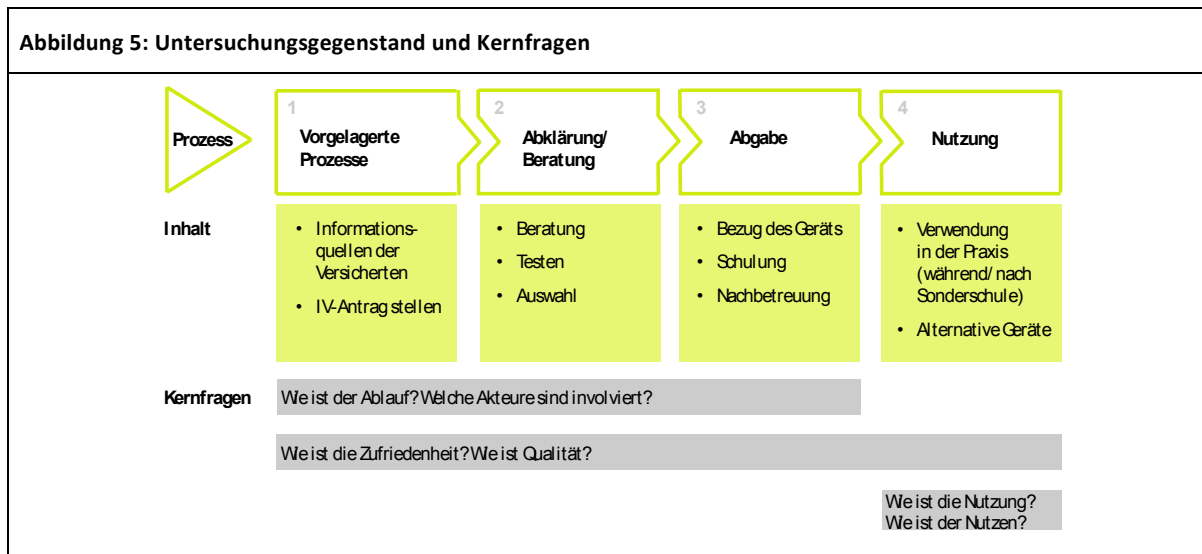 Abbildung 5: Untersuchungsgegenstand und Kernfragen
Prozess
1
Vorgelagerte
Prozesse
2
Abklärung/
Beratung
3
Abgabe
4
Nutzung
Inhalt
• Informations-
quellen der
Versicherten
• IV-Antrag stellen
• Beratung
• Testen
• Auswahl
• Bezug des Geräts
• Schulung
• Nachbetreuung
• Verwendung
in der Praxis
(während/ nach
Sonderschule)
• Alternative Geräte
Kernfragen
Wie ist der Ablauf? Welche Akteure sind involviert?
Wie ist die Zufriedenheit? Wie ist Qualität?
Wie ist die Nutzung?
Wie ist der Nutzen?